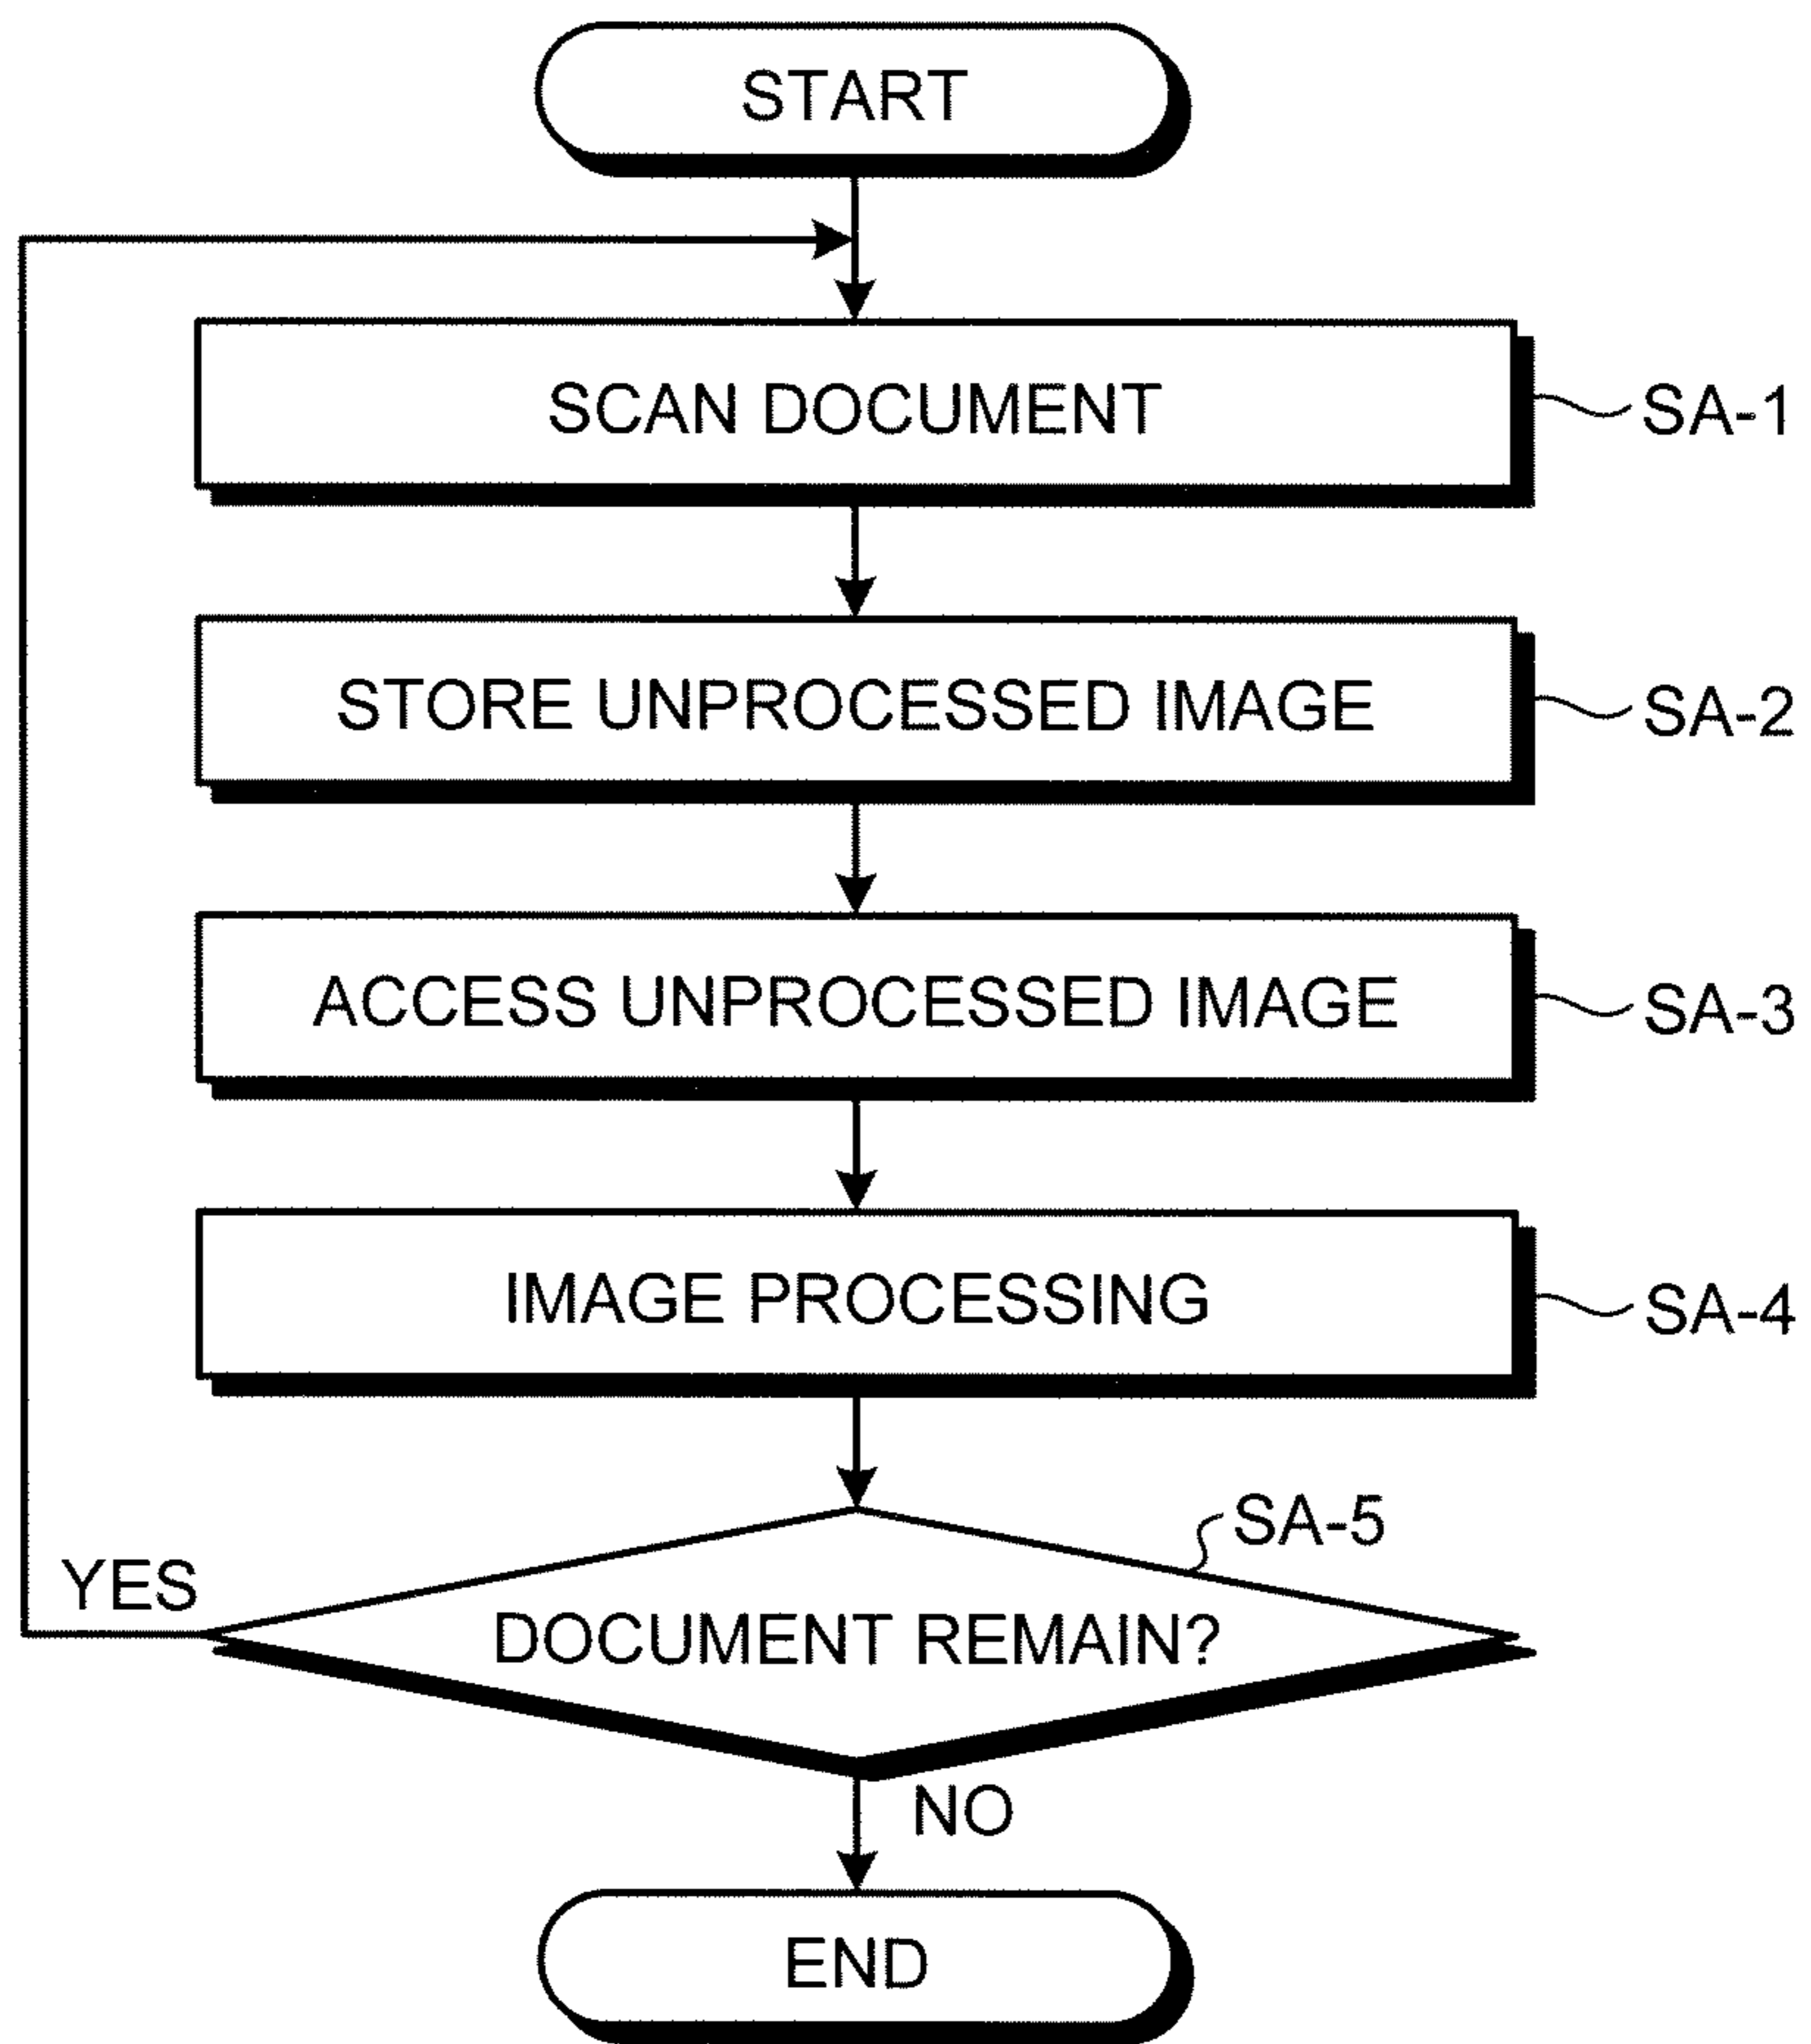 START
SCAN DOCUMENT
SA-1
STORE UNPROCESSED IMAGE
SA-2
ACCESS UNPROCESSED IMAGE
SA-3
IMAGE PROCESSING
SA-4
SA-5
YES
DOCUMENT REMAIN?
NO
END